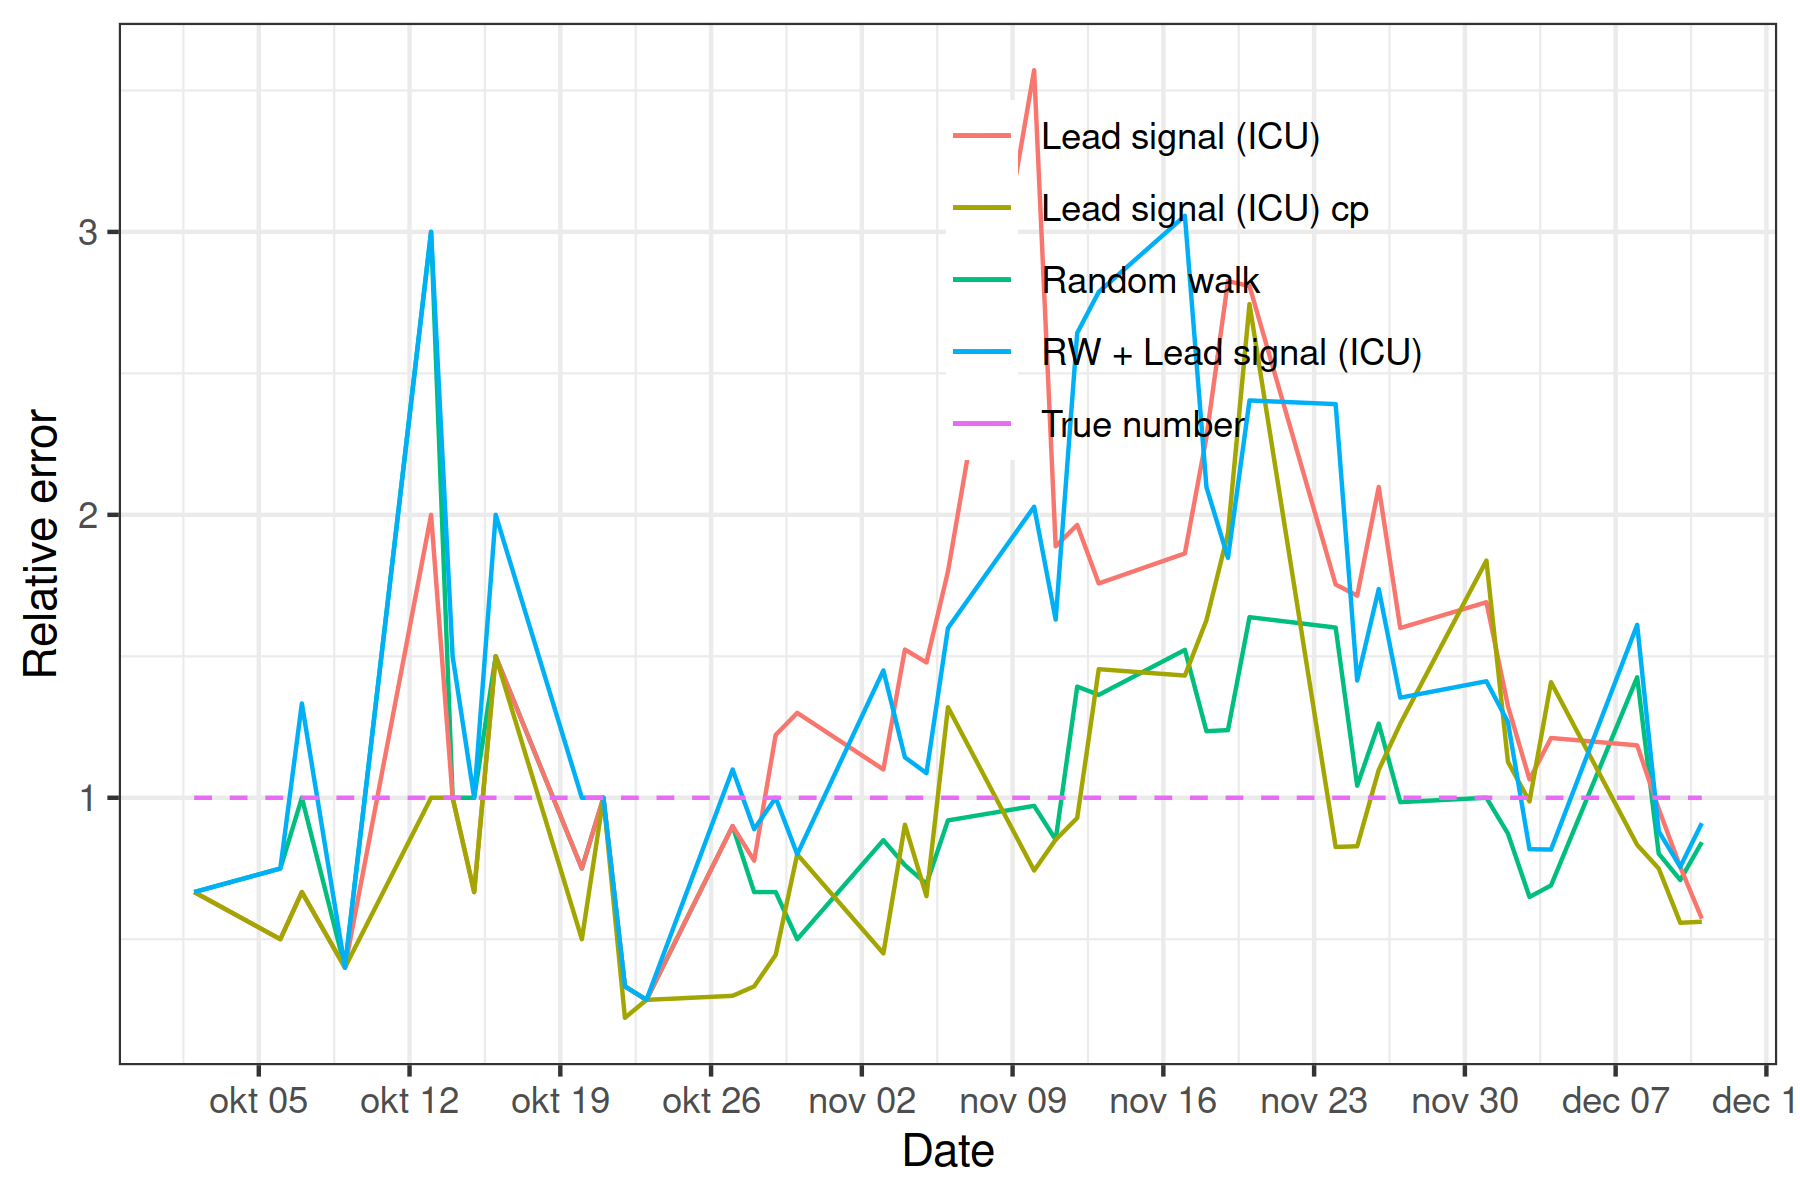 Relative error
3
2
1
Lead signal (ICU)
Lead signal (ICU) cp
Random walk
RW + Lead signal (ICU)
True number
okt 05 okt 12 okt 19 okt 26 nov 02 nov 09 nov 16 nov 23 nov 30 dec 07 dec 1
Date